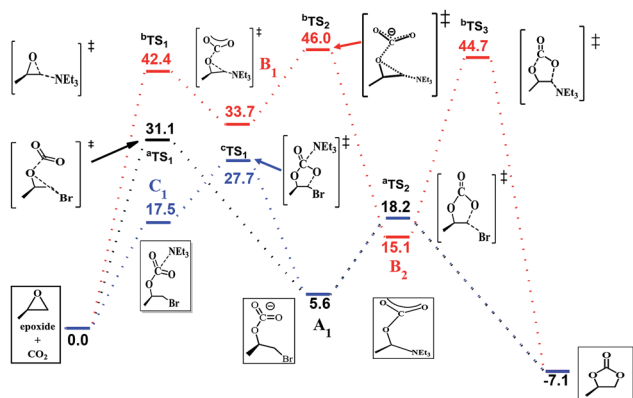 ᵇTS₁
42.4
B₁
33.7
ᵇTS₂
46.0
ᵇTS₃
44.7
‡
O
NEt₃
‡
O
O
O
NEt₃
‡
O
O
O
NEt₃
‡
O
O
O
NEt₃
‡
O
O
O
Br
31.1
ᵃTS₁
ᶜTS₁
27.7
‡
NEt₃
O
O
O
Br
C₁
17.5
ᵃTS₂
18.2
15.1
B₂
‡
O
O
O
Br
NEt₃
O
O
O
Br
O
epoxide
+
CO₂
0.0
O
O
O
⊖
Br
5.6
A₁
O
O
O
NEt₃
-7.1
O
O
O